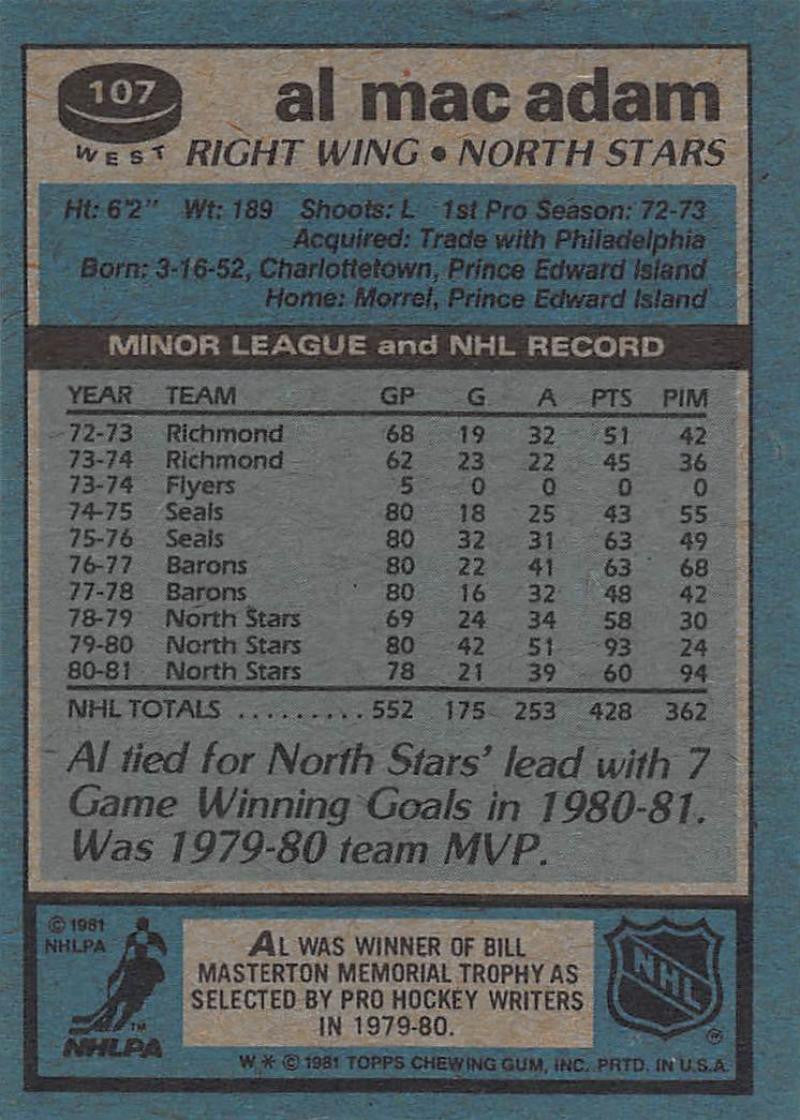 107
WEST
al mac adam
RIGHT WING • NORTH STARS
Ht: 6'2" Wt: 189 Shoots: L 1st Pro Season: 72-73
Acquired: Trade with Philadelphia
Born: 3-16-52, Charlottetown, Prince Edward Island
Home: Morrel, Prince Edward Island
MINOR LEAGUE and NHL RECORD
YEAR TEAM GP G A PTS PIM
72-73 Richmond 68 19 32 51 42
73-74 Richmond 62 23 22 45 36
73-74 Flyers 5 0 0 0 0
74-75 Seals 80 18 25 43 55
75-76 Seals 80 32 31 63 49
76-77 Barons 80 22 41 63 68
77-78 Barons 80 16 32 48 42
78-79 North Stars 69 24 34 58 30
79-80 North Stars 80 42 51 93 24
80-81 North Stars 78 21 39 60 94
NHL TOTALS .......... 552 175 253 428 362
Al tied for North Stars' lead with 7
Game Winning Goals in 1980-81.
Was 1979-80 team MVP.
© 1981
NHLPA
TM
NHLPA
AL WAS WINNER OF BILL
MASTERTON MEMORIAL TROPHY AS
SELECTED BY PRO HOCKEY WRITERS
IN 1979-80.
NHL
®
W * © 1981 TOPPS CHEWING GUM, INC. PRTD. IN U.S.A.